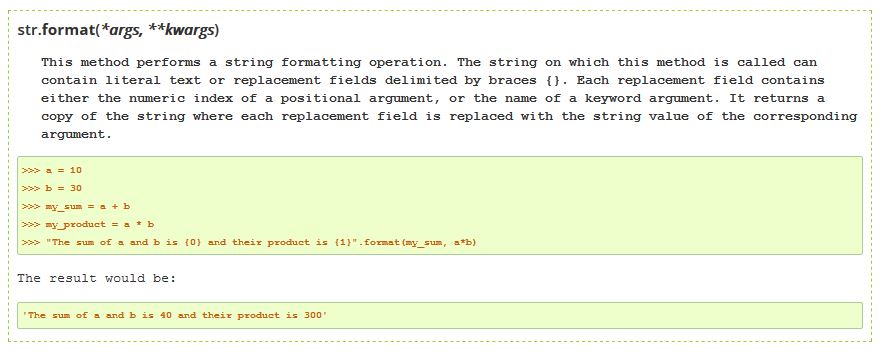 str.format(*args, **kwargs)
This method performs a string formatting operation. The string on which this method is called can
contain literal text or replacement fields delimited by braces {}. Each replacement field contains
either the numeric index of a positional argument, or the name of a keyword argument. It returns a
copy of the string where each replacement field is replaced with the string value of the corresponding
argument.
>>> a = 10
>>> b = 30
>>> my_sum = a + b
>>> my_product = a * b
>>> "The sum of a and b is {0} and their product is {1}".format(my_sum, a*b)
The result would be:
'The sum of a and b is 40 and their product is 300'